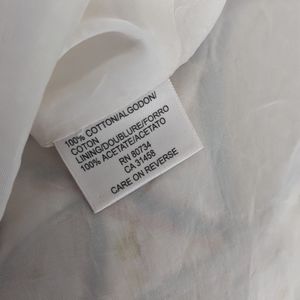 100% COTTON/ALGODON/
COTON
LINING/DOUBLURE/FORRO
100% ACETATE/ACETATO
RN 80734
CA 31458
CARE ON REVERSE